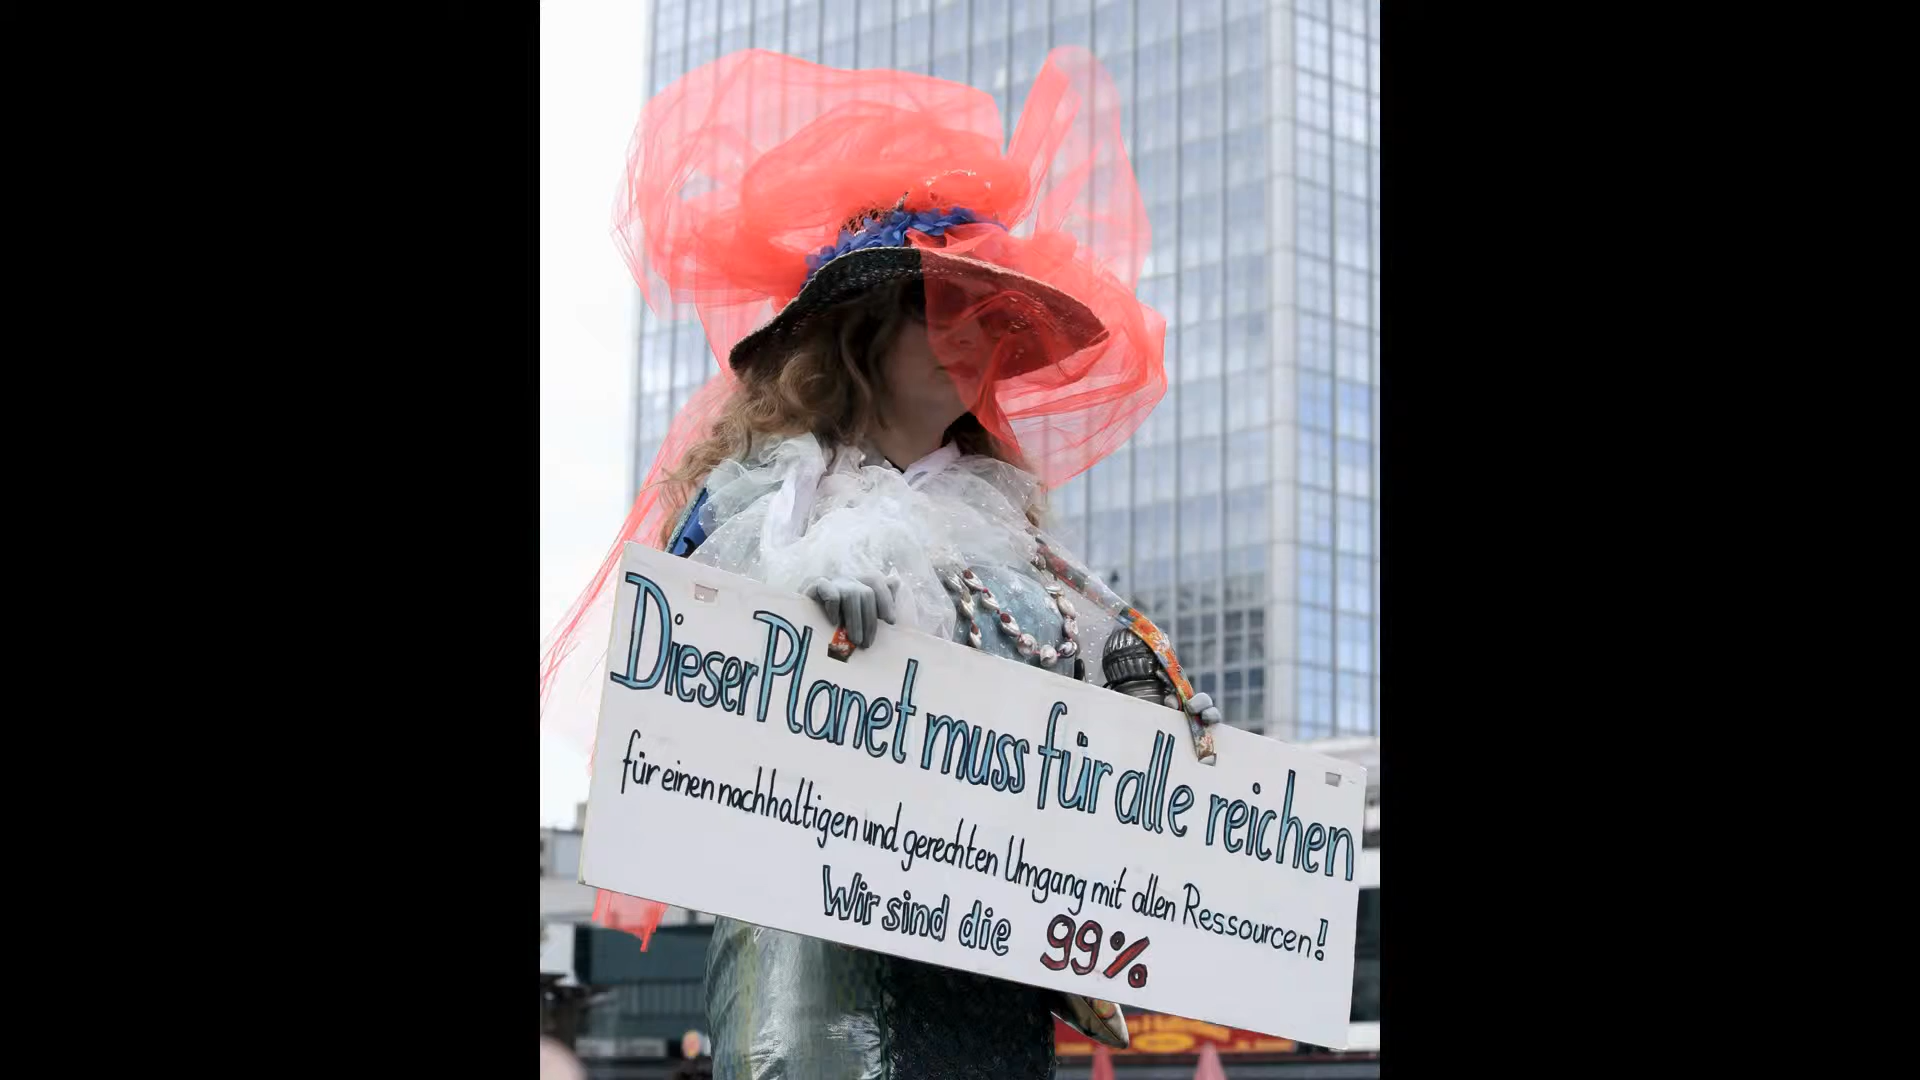 Dieser Planet muss für alle reichen
für einen nachhaltigen und gerechten Umgang mit allen Ressourcen!
Wir sind die 99%